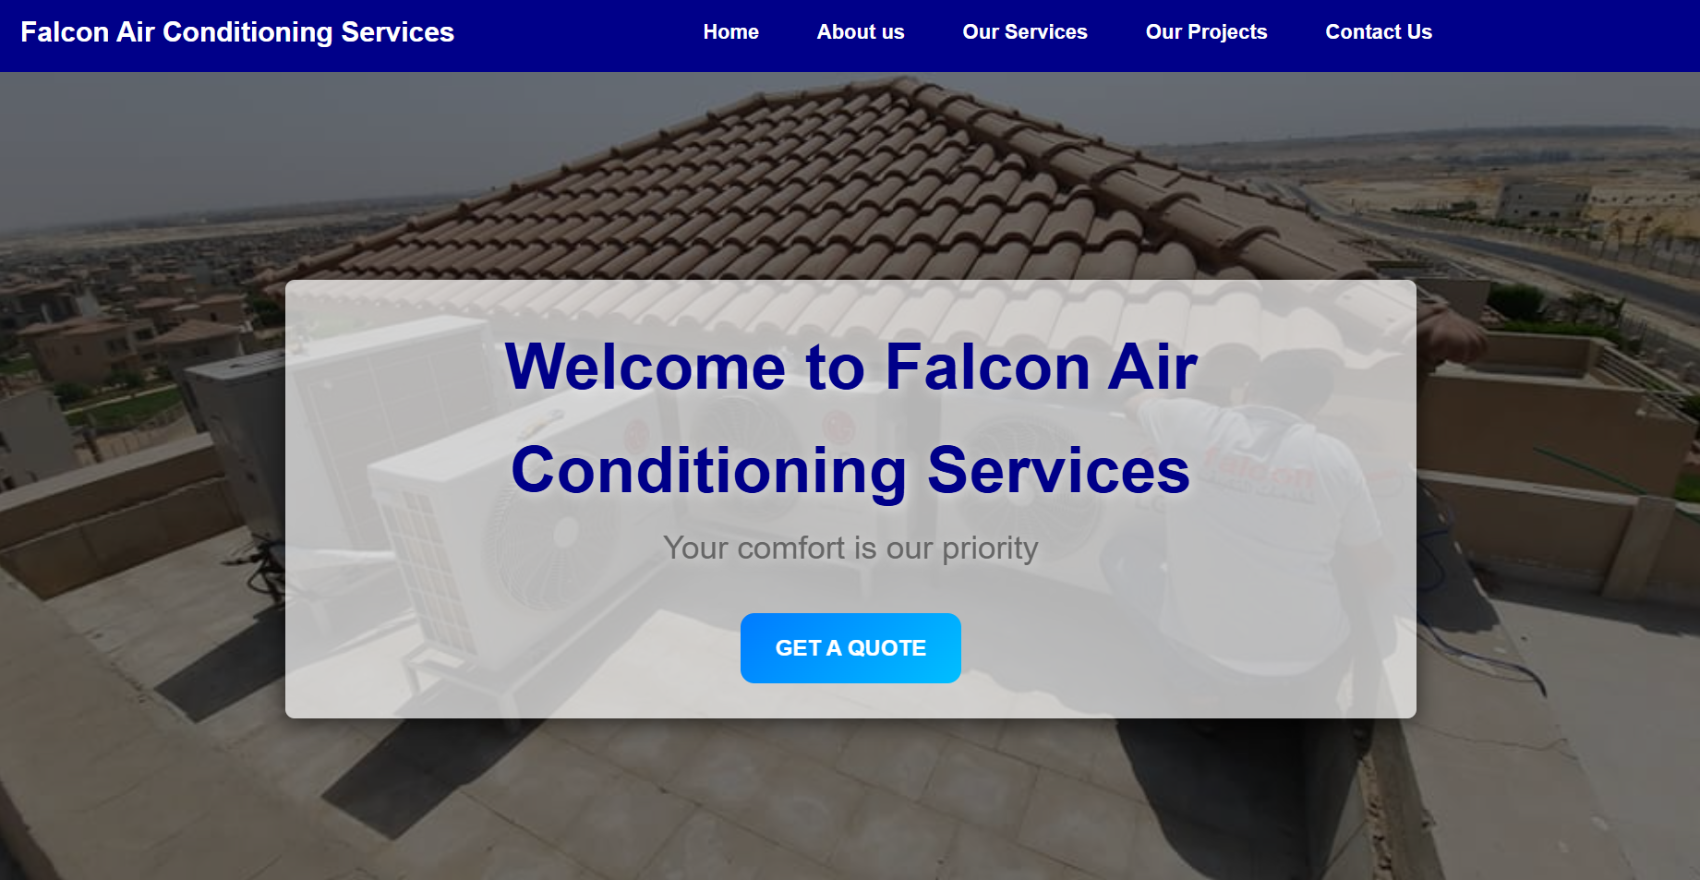 Falcon Air Conditioning Services
Home
About us
Our Services
Our Projects
Contact Us
Welcome to Falcon Air
Conditioning Services
falcon
Your comfort is our priority
GET A QUOTE